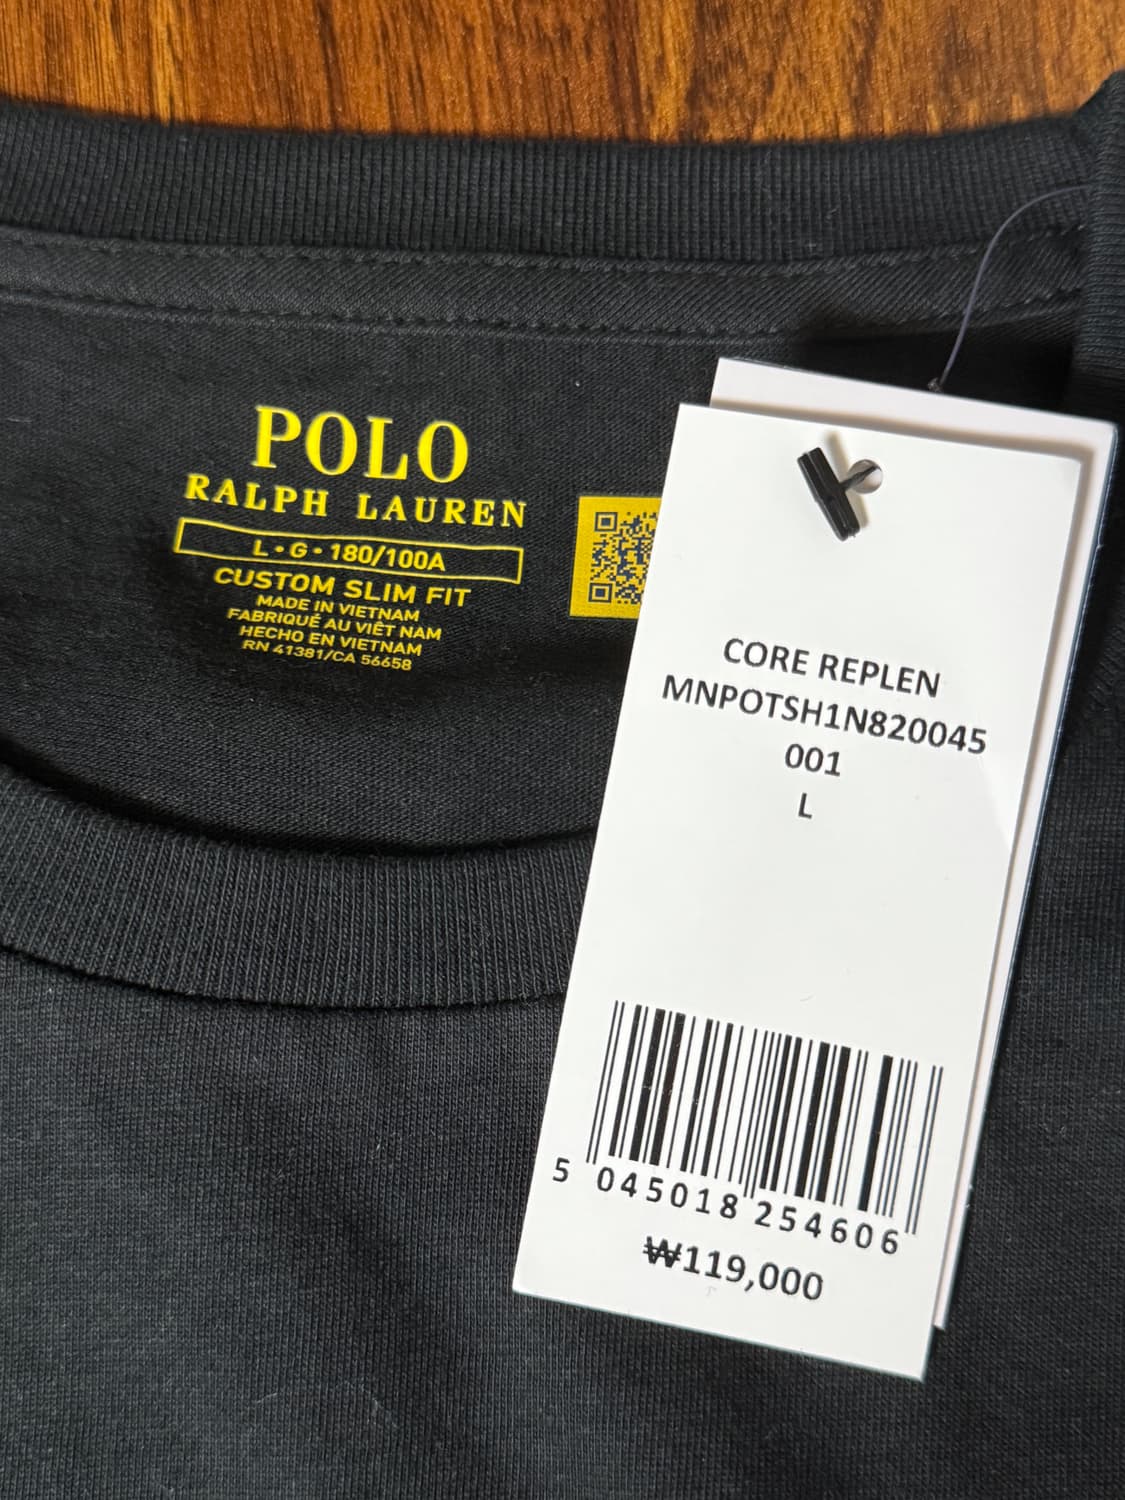 POLO
RALPH LAUREN
L • G • 180/100A
CUSTOM SLIM FIT
MADE IN VIETNAM
FABRIQUÉ AU VIÊT NAM
HECHO EN VIETNAM
RN 41381/CA 56658
CORE REPLEN
MNPOTSH1N820045
001
L
5 045018 254606
₩119,000